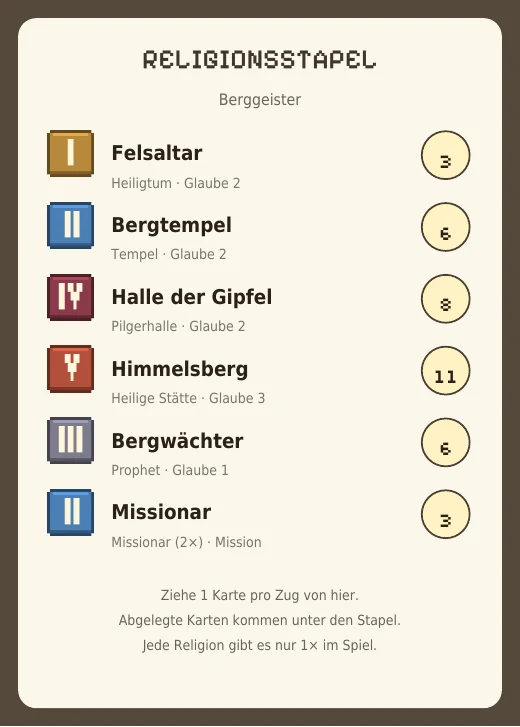 RELIGIONSSTAPEL
Berggeister
I Felsaltar 3
Heiligtum · Glaube 2
II Bergtempel 6
Tempel · Glaube 2
IV Halle der Gipfel 8
Pilgerhalle · Glaube 2
V Himmelsberg 11
Heilige Stätte · Glaube 3
III Bergwächter 6
Prophet · Glaube 1
II Missionar 3
Missionar (2×) · Mission
Ziehe 1 Karte pro Zug von hier.
Abgelegte Karten kommen unter den Stapel.
Jede Religion gibt es nur 1× im Spiel.